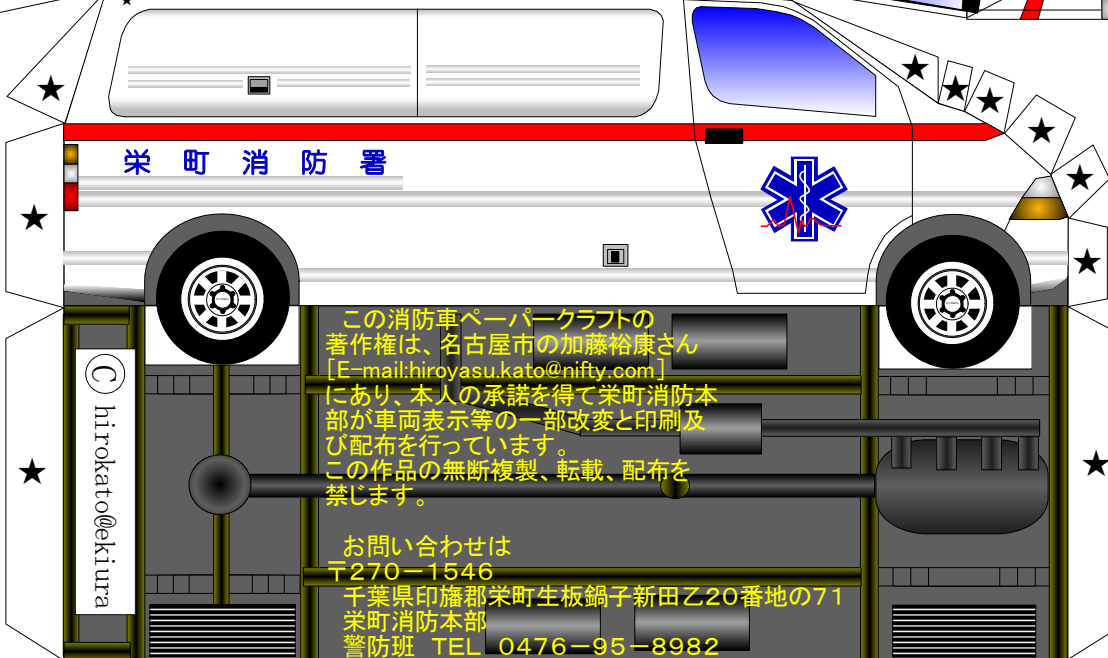 栄町消防署
この消防車ペーパークラフトの
著作権は、名古屋市の加藤裕康さん
[E-mail:hiroyasu.kato@nifty.com]
にあり、本人の承諾を得て栄町消防本
部が車両表示等の一部改変と印刷及
び配布を行っています。
この作品の無断複製、転載、配布を
禁じます。
お問い合わせは
〒270-1546
千葉県印旛郡栄町生板鍋子新田乙20番地の71
栄町消防本部
警防班 TEL 0476-95-8982
Ⓒ hirokato@ekiura